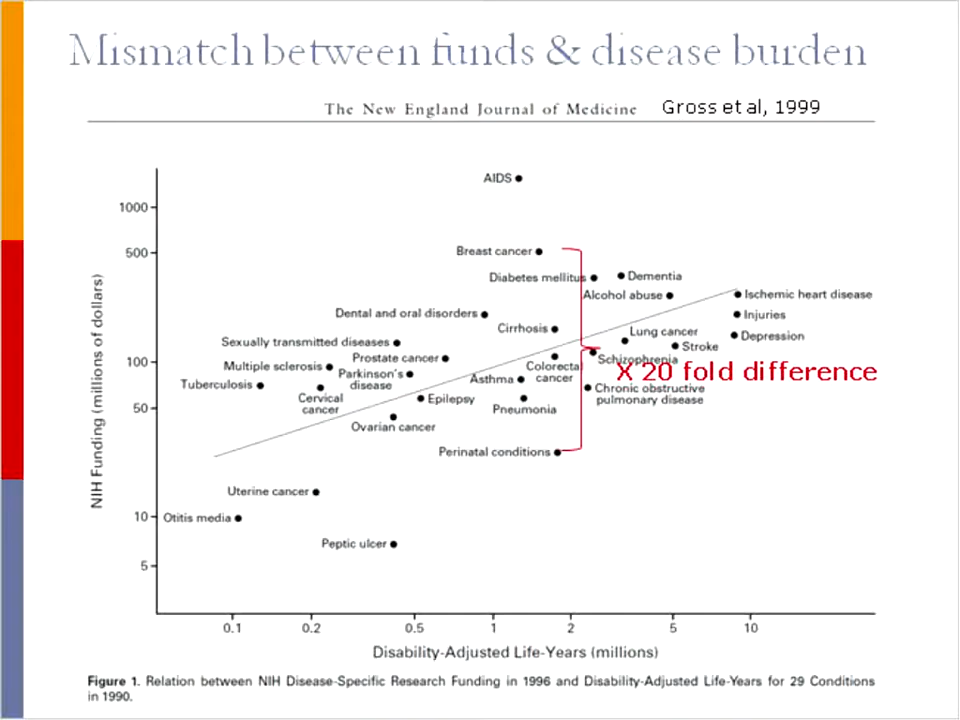 Mismatch between funds & disease burden
The New England Journal of Medicine Gross et al, 1999
AIDS
1000
500
Breast cancer
Diabetes mellitus
Dementia
Alcohol abuse
Ischemic heart disease
Dental and oral disorders
Injuries
Cirrhosis
Lung cancer
Depression
Sexually transmitted diseases
Stroke
100
Prostate cancer
Schizophrenia
Multiple sclerosis
Parkinson's
disease
Colorectal
cancer
X 20 fold difference
Tuberculosis
Asthma
Chronic obstructive
pulmonary disease
Cervical
cancer
Epilepsy
50
Pneumonia
Ovarian cancer
Perinatal conditions
Uterine cancer
10
Otitis media
Peptic ulcer
5
NIH Funding (millions of dollars)
0.1 0.2 0.5 1 2 5 10
Disability-Adjusted Life-Years (millions)
Figure 1. Relation between NIH Disease-Specific Research Funding in 1996 and Disability-Adjusted Life-Years for 29 Conditions
in 1990.